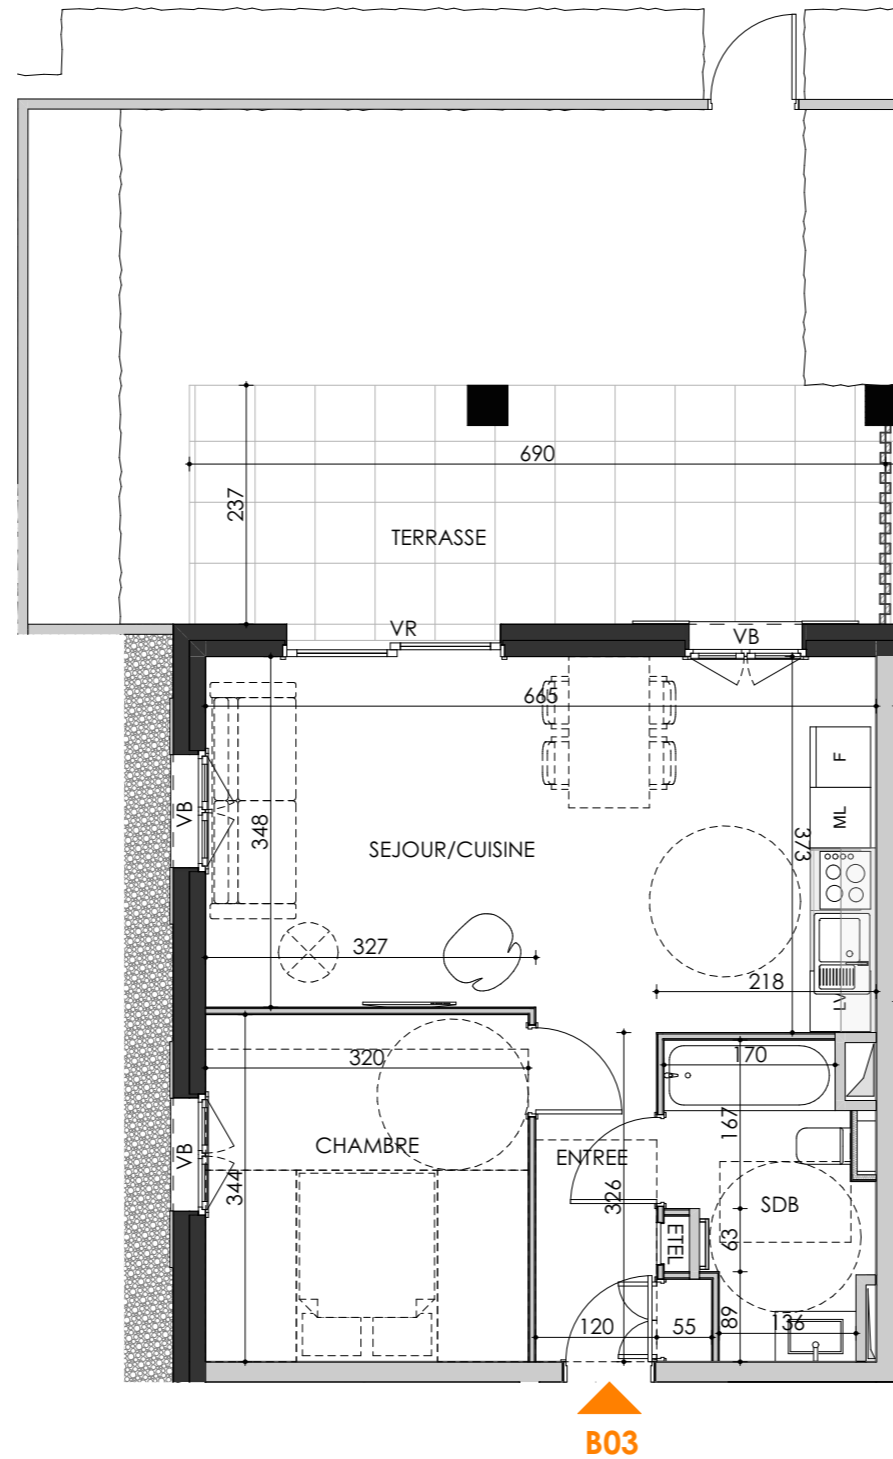 690
237
TERRASSE
VR
VB
665
F
VB
ML
348
373
SEJOUR/CUISINE
327
218
LV
320
170
167
CHAMBRE
ENTREE
VB
344
326
SDB
ETEL
63
120
55
89
136
B03